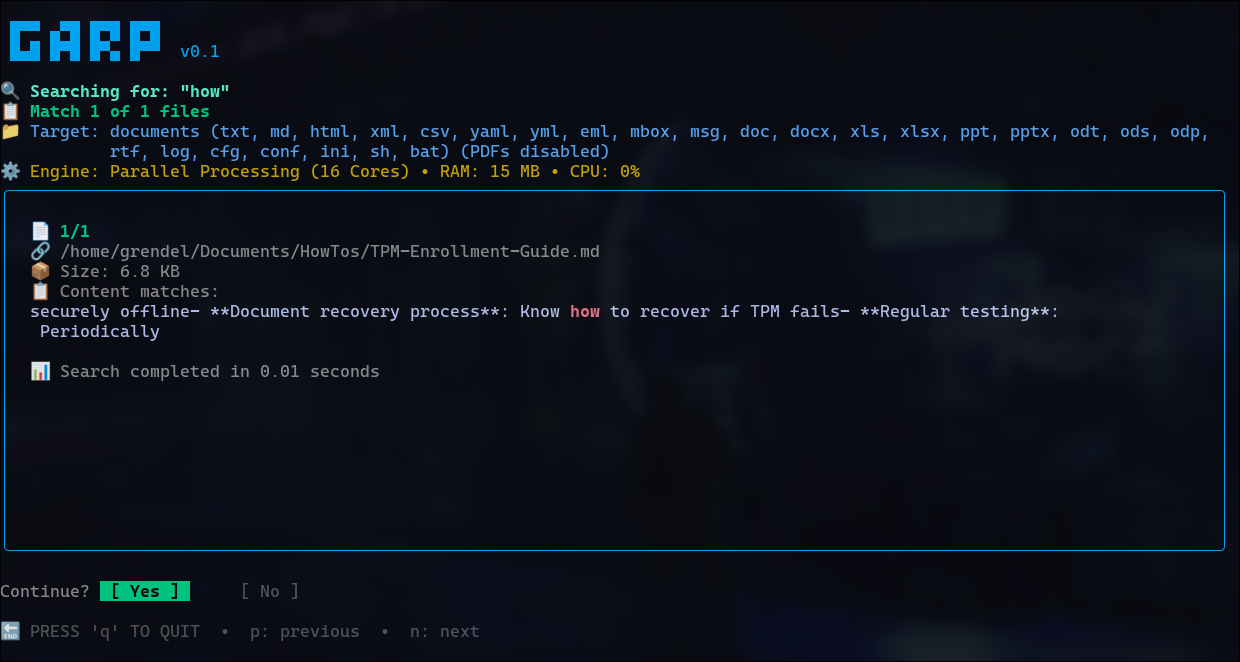 GARP v0.1
Searching for: "how"
Match 1 of 1 files
Target: documents (txt, md, html, xml, csv, yaml, yml, eml, mbox, msg, doc, docx, xls, xlsx, ppt, pptx, odt, ods, odp,
rtf, log, cfg, conf, ini, sh, bat) (PDFs disabled)
Engine: Parallel Processing (16 Cores) • RAM: 15 MB • CPU: 0%
1/1
/home/grendel/Documents/HowTos/TPM-Enrollment-Guide.md
Size: 6.8 KB
Content matches:
securely offline- **Document recovery process**: Know how to recover if TPM fails- **Regular testing**:
Periodically
Search completed in 0.01 seconds
Continue? [ Yes ] [ No ]
🔚 PRESS 'q' TO QUIT • p: previous • n: next